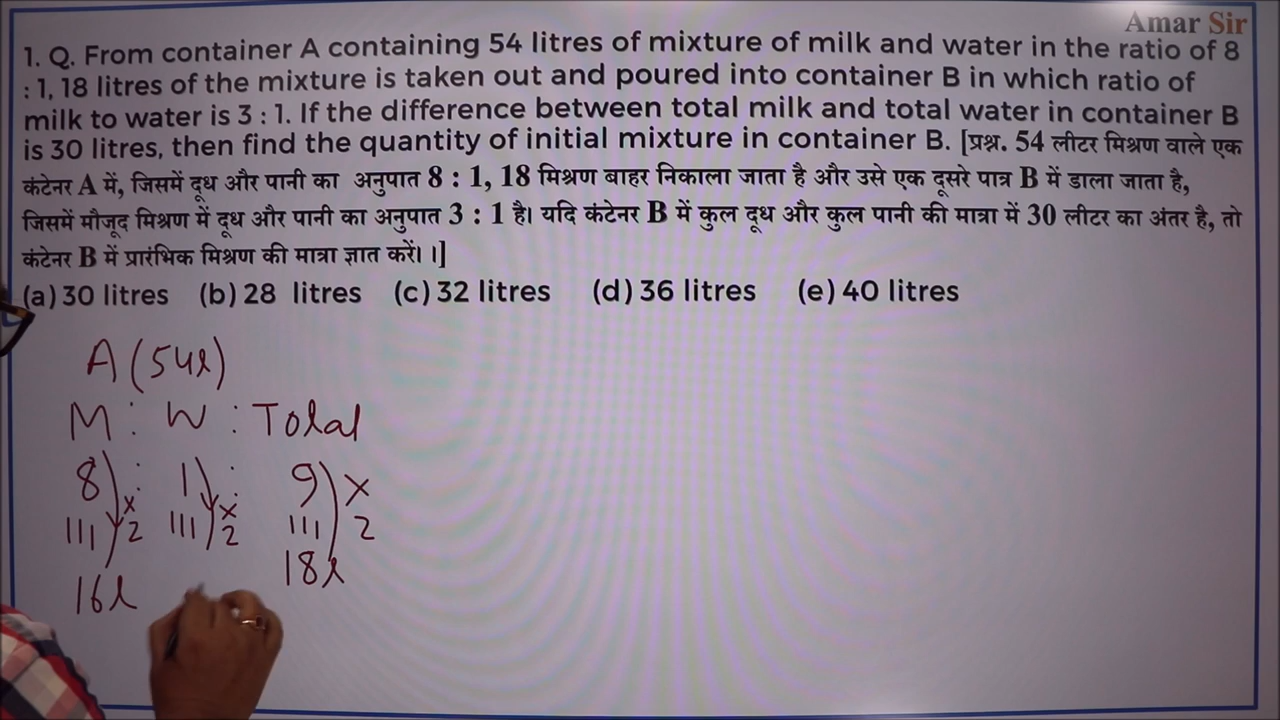 Amar Sir
1. Q. From container A containing 54 litres of mixture of milk and water in the ratio of 8
: 1, 18 litres of the mixture is taken out and poured into container B in which ratio of
milk to water is 3 : 1. If the difference between total milk and total water in container B
is 30 litres, then find the quantity of initial mixture in container B. [प्रश्न. 54 लीटर मिश्रण वाले एक
कंटेनर A में, जिसमें दूध और पानी का अनुपात 8 : 1, 18 मिश्रण बाहर निकाला जाता है और उसे एक दूसरे पात्र B में डाला जाता है,
जिसमें मौजूद मिश्रण में दूध और पानी का अनुपात 3 : 1 है। यदि कंटेनर B में कुल दूध और कुल पानी की मात्रा में 30 लीटर का अंतर है, तो
कंटेनर B में प्रारंभिक मिश्रण की मात्रा ज्ञात करें। ।]
(a) 30 litres (b) 28 litres (c) 32 litres (d) 36 litres (e) 40 litres
A (54l)
M : W : Total
8 : 1 : 9
x 2 x 2 x 2
16l 18l